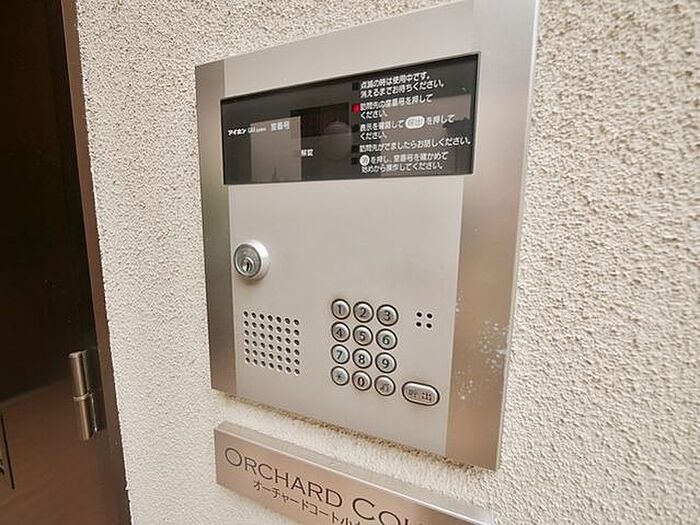 点滅の時は使用中です。
消えるまでお待ちください。
訪問先の室番号を押して
ください。
アイホン
室番号
表示を確認して 呼出 を押して
ください。
解錠
訪問先がでましたらお話しください。
を押し、室番号を確かめて
始めから操作してください。
1 2 3
4 5 6
7 8 9
* 0
呼出
ORCHARD COU
オーチャードコート小